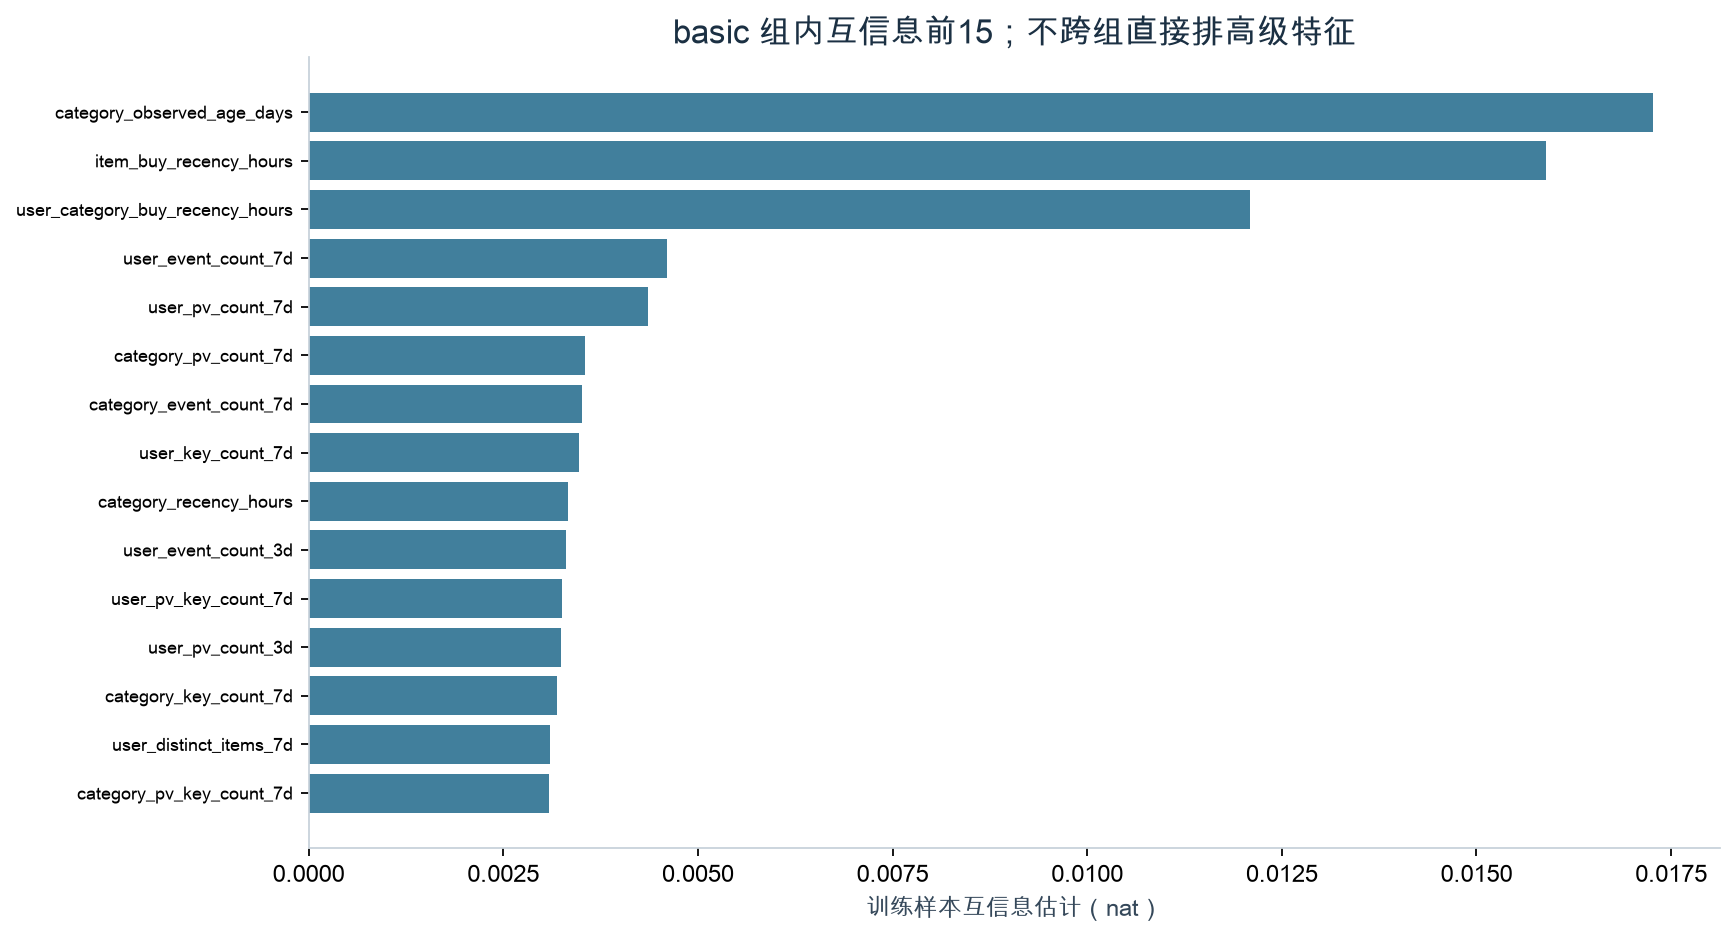 basic 组内互信息前15；不跨组直接排高级特征
category_observed_age_days
item_buy_recency_hours
user_category_buy_recency_hours
user_event_count_7d
user_pv_count_7d
category_pv_count_7d
category_event_count_7d
user_key_count_7d
category_recency_hours
user_event_count_3d
user_pv_key_count_7d
user_pv_count_3d
category_key_count_7d
user_distinct_items_7d
category_pv_key_count_7d
0.0000 0.0025 0.0050 0.0075 0.0100 0.0125 0.0150 0.0175
训练样本互信息估计（nat）